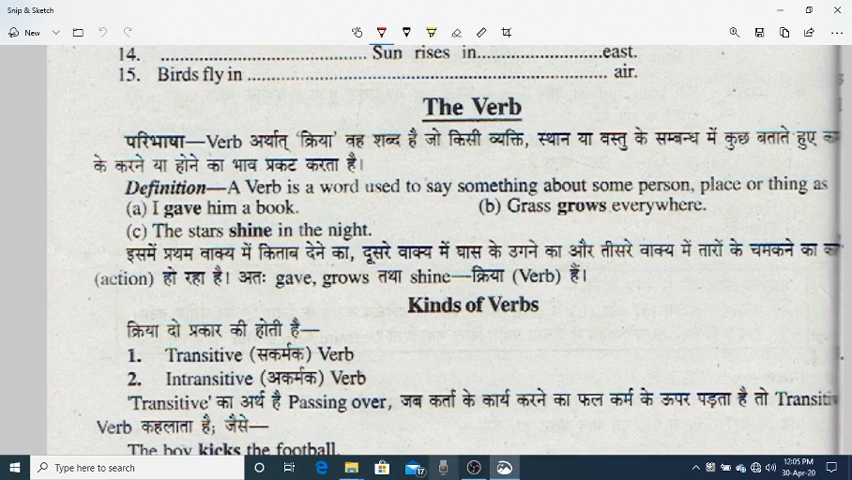 Snip & Sketch
New
14. .......................................... Sun rises in..........................east.
15. Birds fly in .......................................................................................... air.
The Verb
परिभाषा—Verb अर्थात् 'क्रिया' वह शब्द है जो किसी व्यक्ति, स्थान या वस्तु के सम्बन्ध में कुछ बताते हुए
के करने या होने का भाव प्रकट करता है।
Definition—A Verb is a word used to say something about some person, place or thing as
(a) I gave him a book. (b) Grass grows everywhere.
(c) The stars shine in the night.
इसमें प्रथम वाक्य में किताब देने का, दूसरे वाक्य में घास के उगने का और तीसरे वाक्य में तारों के चमकने का
(action) हो रहा है। अतः gave, grows तथा shine—क्रिया (Verb) हैं।
Kinds of Verbs
क्रिया दो प्रकार की होती है—
1. Transitive (सकर्मक) Verb
2. Intransitive (अकर्मक) Verb
'Transitive' का अर्थ है Passing over, जब कर्ता के कार्य करने का फल कर्म के ऊपर पड़ता है तो Transitiv
Verb कहलाता है; जैसे—
The boy kicks the football.
Type here to search
17
12:05 PM
30-Apr-20